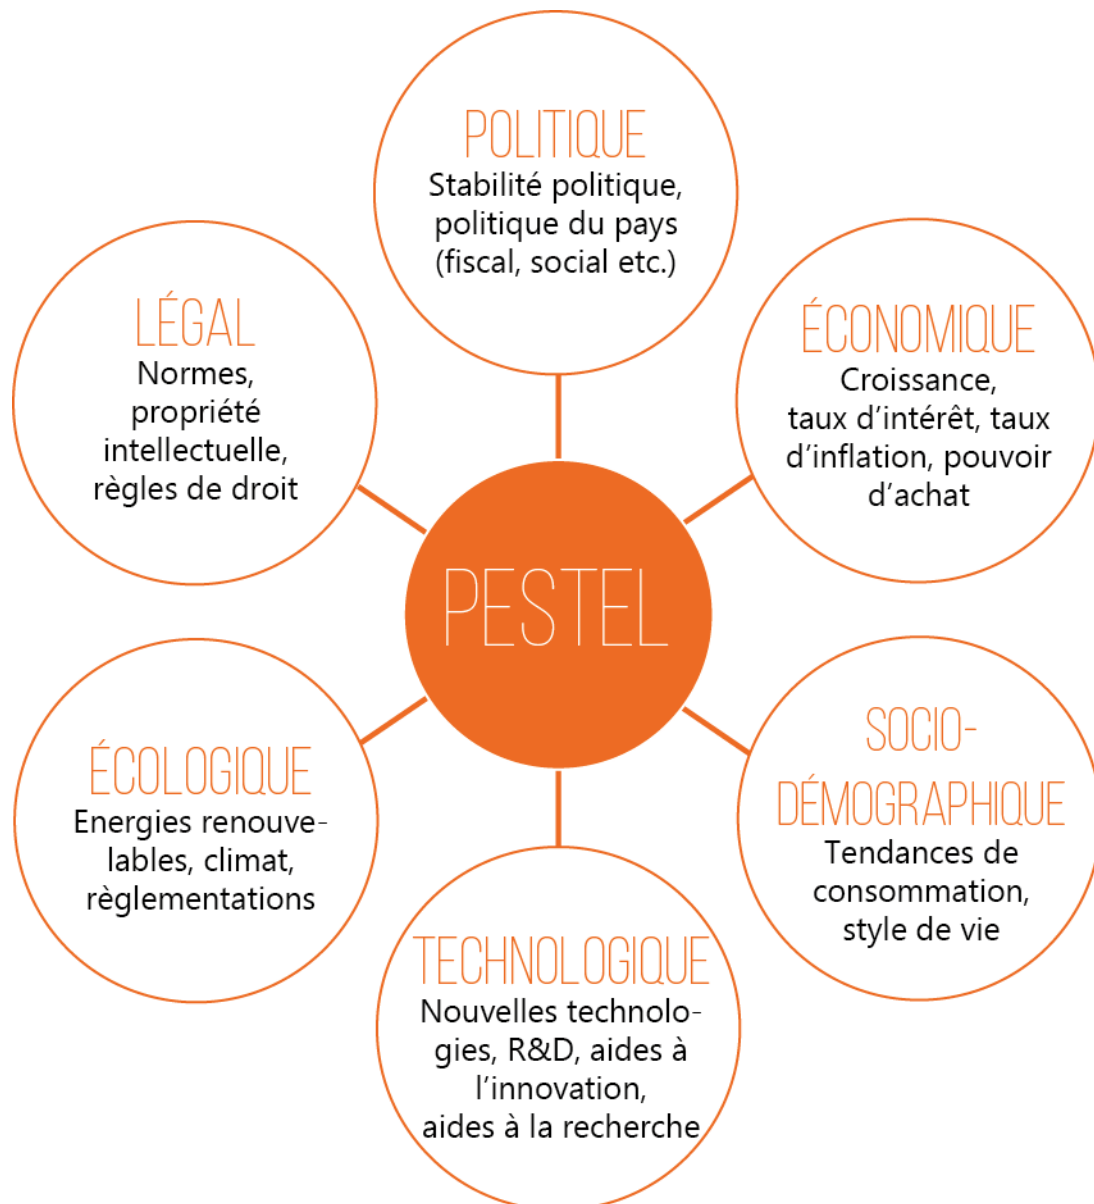 POLITIQUE
Stabilité politique,
politique du pays
(fiscal, social etc.)
ÉCONOMIQUE
Croissance,
taux d’intérêt, taux
d’inflation, pouvoir
d’achat
SOCIO-
DÉMOGRAPHIQUE
Tendances de
consommation,
style de vie
TECHNOLOGIQUE
Nouvelles technolo-
gies, R&D, aides à
l’innovation,
aides à la recherche
ÉCOLOGIQUE
Energies renouve-
lables, climat,
règlementations
LÉGAL
Normes,
propriété
intellectuelle,
règles de droit
PESTEL